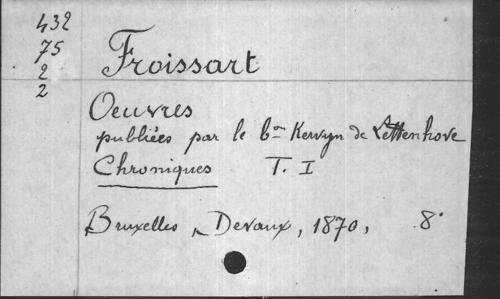 432
75
2
2
Froissart
Oeuvres
publiées par le bon Kervyn de Lettenhove
Chroniques T. I
Bruxelles, Devaux, 1870, 8°